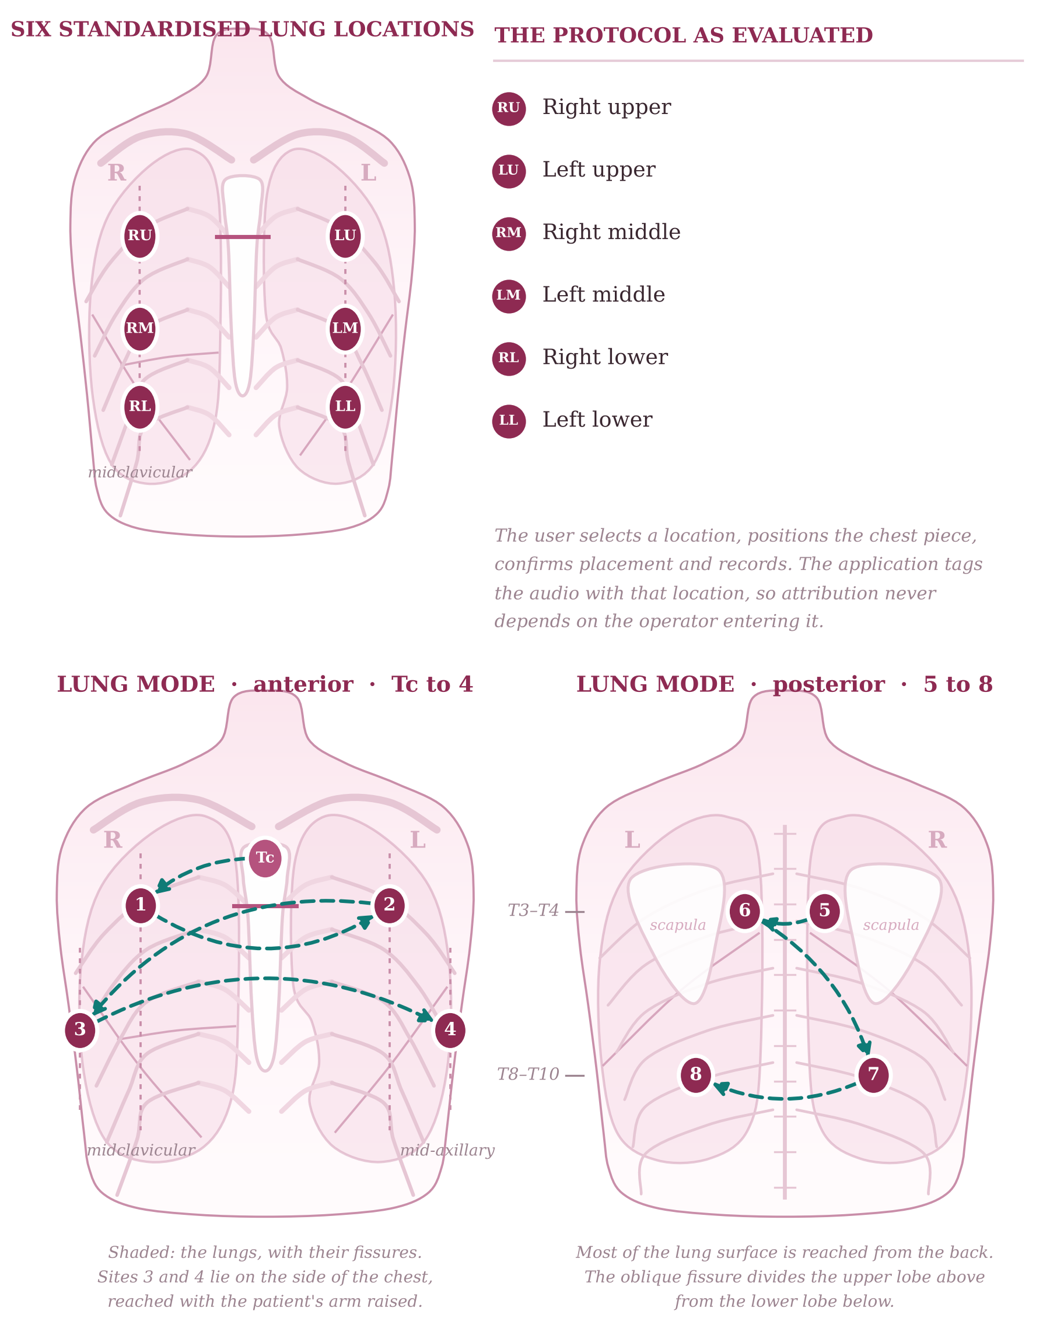 SIX STANDARDISED LUNG LOCATIONS
R
L
RU
LU
RM
LM
RL
LL
midclavicular
THE PROTOCOL AS EVALUATED
RU Right upper
LU Left upper
RM Right middle
LM Left middle
RL Right lower
LL Left lower
The user selects a location, positions the chest piece,
confirms placement and records. The application tags
the audio with that location, so attribution never
depends on the operator entering it.
LUNG MODE · anterior · Tc to 4
R
L
Tc
1
2
3
4
midclavicular
mid-axillary
Shaded: the lungs, with their fissures.
Sites 3 and 4 lie on the side of the chest,
reached with the patient's arm raised.
LUNG MODE · posterior · 5 to 8
L
R
T3–T4
6
5
scapula
scapula
T8–T10
8
7
Most of the lung surface is reached from the back.
The oblique fissure divides the upper lobe above
from the lower lobe below.